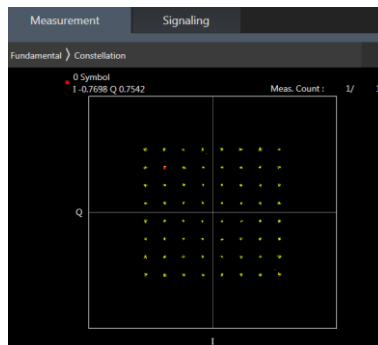 Measurement Signaling
Fundamental 〉 Constellation
0 Symbol
I -0.7698 Q 0.7542 Meas. Count : 1/
Q
I